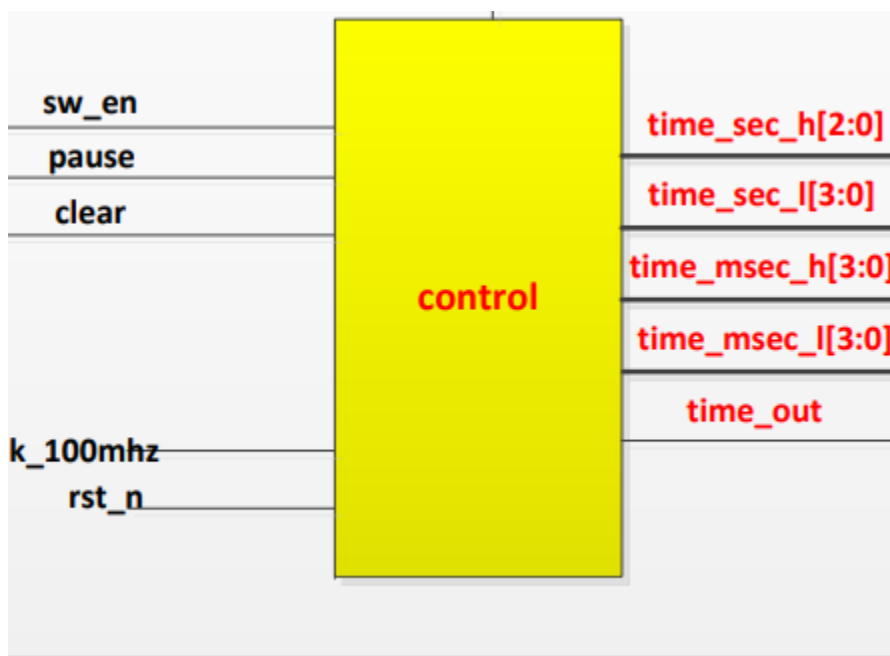 sw_en
pause
clear
k_100mhz
rst_n
control
time_sec_h[2:0]
time_sec_l[3:0]
time_msec_h[3:0]
time_msec_l[3:0]
time_out